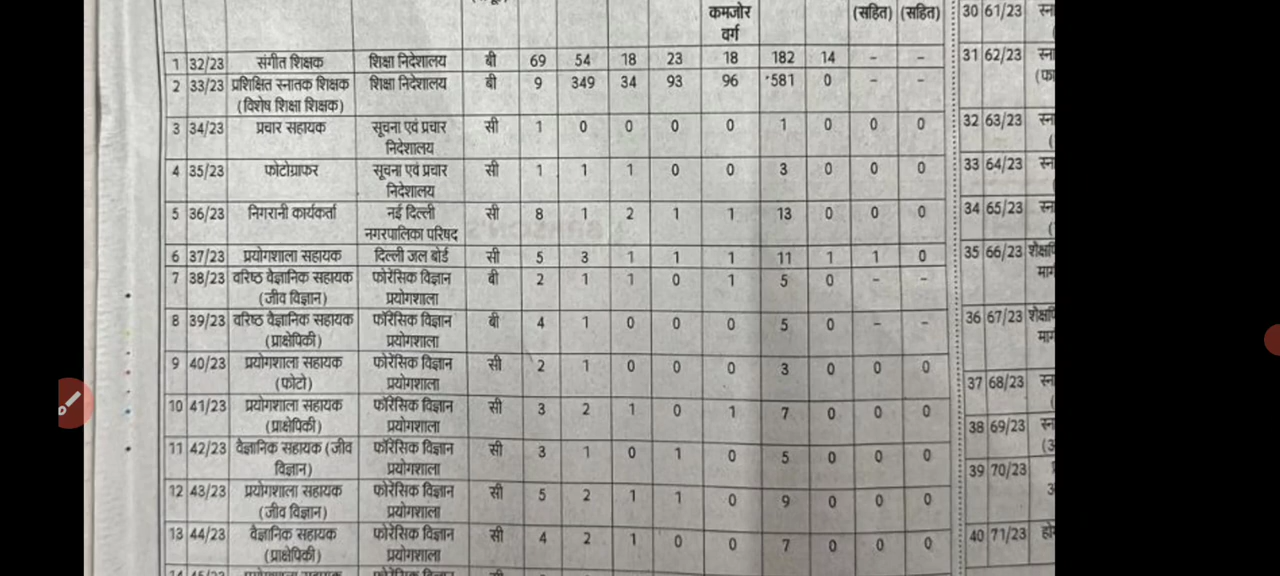 कमजोर (सहित) (सहित)
वर्ग
1 32/23 संगीत शिक्षक शिक्षा निदेशालय बी 69 54 18 23 18 182 14 – –
2 33/23 प्रशिक्षित स्नातक शिक्षक शिक्षा निदेशालय बी 9 349 34 93 96 581 0 – –
(विशेष शिक्षा शिक्षक)
3 34/23 प्रचार सहायक सूचना एवं प्रचार सी 1 0 0 0 0 1 0 0 0
निदेशालय
4 35/23 फोटोग्राफर सूचना एवं प्रचार सी 1 1 1 0 0 3 0 0 0
निदेशालय
5 36/23 निगरानी कार्यकर्ता नई दिल्ली सी 8 1 2 1 1 13 0 0 0
नगरपालिका परिषद
6 37/23 प्रयोगशाला सहायक दिल्ली जल बोर्ड सी 5 3 1 1 1 11 1 1 0
7 38/23 वरिष्ठ वैज्ञानिक सहायक फोरेंसिक विज्ञान बी 2 1 1 0 1 5 0 – –
(जीव विज्ञान) प्रयोगशाला
8 39/23 वरिष्ठ वैज्ञानिक सहायक फॉरेंसिक विज्ञान बी 4 1 0 0 0 5 0 – –
(प्राक्षेपिकी) प्रयोगशाला
9 40/23 प्रयोगशाला सहायक फोरेंसिक विज्ञान सी 2 1 0 0 0 3 0 0 0
(फोटो) प्रयोगशाला
10 41/23 प्रयोगशाला सहायक फॉरेंसिक विज्ञान सी 3 2 1 0 1 7 0 0 0
(प्राक्षेपिकी) प्रयोगशाला
11 42/23 वैज्ञानिक सहायक (जीव फॉरेंसिक विज्ञान सी 3 1 0 1 0 5 0 0 0
विज्ञान) प्रयोगशाला
12 43/23 प्रयोगशाला सहायक फोरेंसिक विज्ञान सी 5 2 1 1 0 9 0 0 0
(जीव विज्ञान) प्रयोगशाला
13 44/23 वैज्ञानिक सहायक फोरेंसिक विज्ञान सी 4 2 1 0 0 7 0 0 0
(प्राक्षेपिकी) प्रयोगशाला
30 61/23
31 62/23
32 63/23
33 64/23
34 65/23
35 66/23
36 67/23
37 68/23
38 69/23
39 70/23
40 71/23